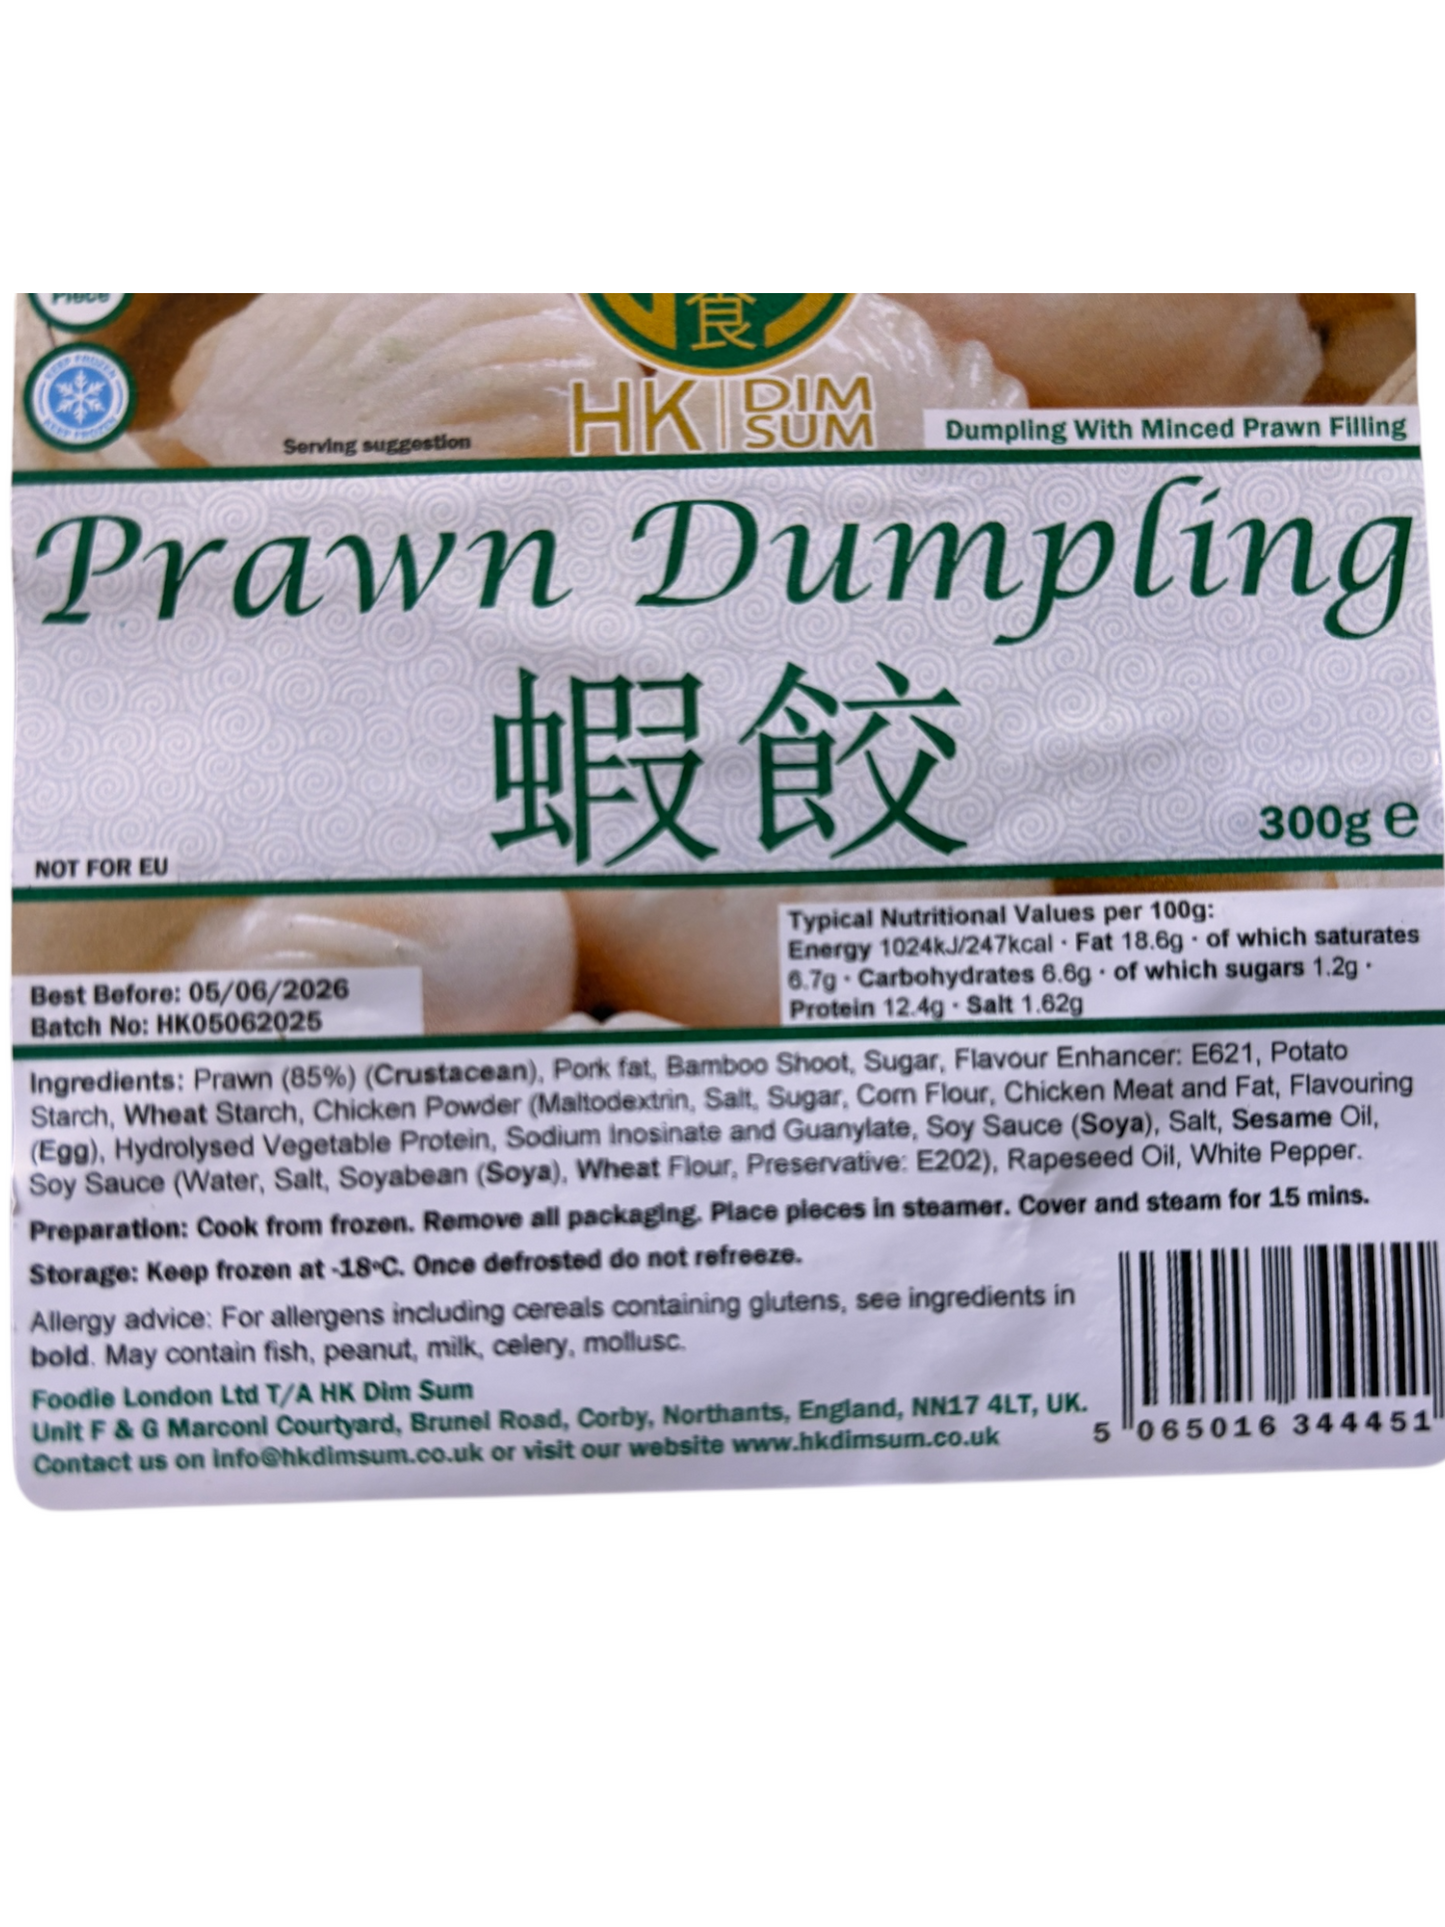 Piece
KEEP FROZEN
KEEP FROZEN
食
HK DIM SUM
Serving suggestion
Dumpling With Minced Prawn Filling
Prawn Dumpling
蝦餃
300g e
NOT FOR EU
Best Before: 05/06/2026
Batch No: HK05062025
Typical Nutritional Values per 100g:
Energy 1024kJ/247kcal · Fat 18.6g · of which saturates
6.7g · Carbohydrates 6.6g · of which sugars 1.2g ·
Protein 12.4g · Salt 1.62g
Ingredients: Prawn (85%) (Crustacean), Pork fat, Bamboo Shoot, Sugar, Flavour Enhancer: E621, Potato
Starch, Wheat Starch, Chicken Powder (Maltodextrin, Salt, Sugar, Corn Flour, Chicken Meat and Fat, Flavouring
(Egg), Hydrolysed Vegetable Protein, Sodium Inosinate and Guanylate, Soy Sauce (Soya), Salt, Sesame Oil,
Soy Sauce (Water, Salt, Soyabean (Soya), Wheat Flour, Preservative: E202), Rapeseed Oil, White Pepper.
Preparation: Cook from frozen. Remove all packaging. Place pieces in steamer. Cover and steam for 15 mins.
Storage: Keep frozen at -18°C. Once defrosted do not refreeze.
Allergy advice: For allergens including cereals containing glutens, see ingredients in
bold. May contain fish, peanut, milk, celery, mollusc.
Foodie London Ltd T/A HK Dim Sum
Unit F & G Marconi Courtyard, Brunel Road, Corby, Northants, England, NN17 4LT, UK.
Contact us on info@hkdimsum.co.uk or visit our website www.hkdimsum.co.uk
5 065016 344451